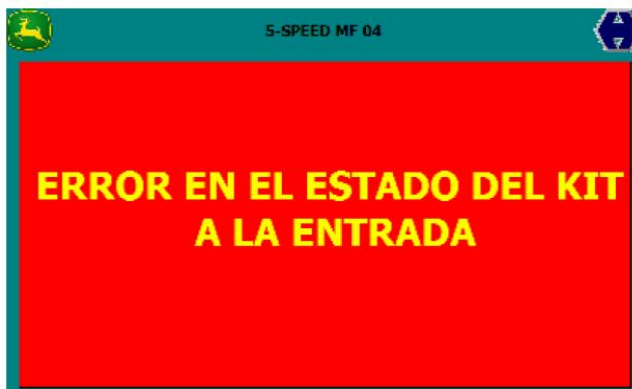 5-SPEED MF 04
ERROR EN EL ESTADO DEL KIT
A LA ENTRADA